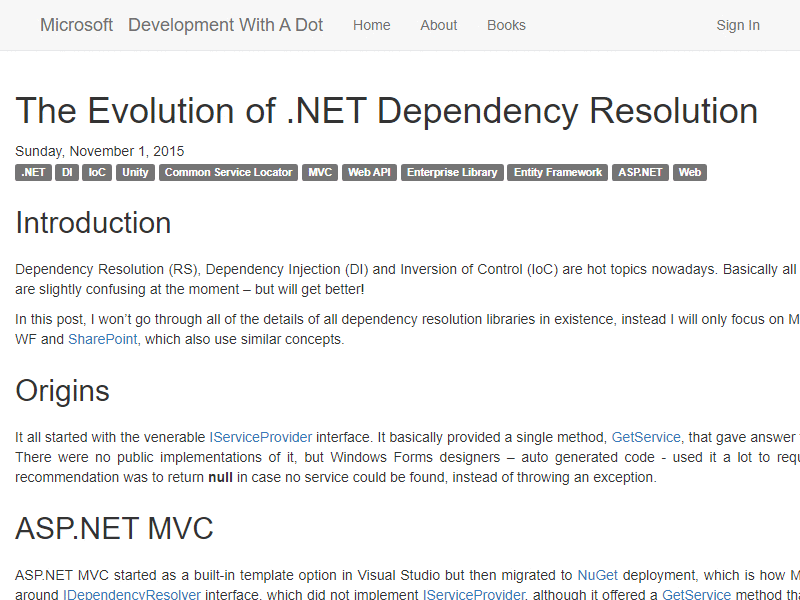 Microsoft Development With A Dot Home About Books Sign In
The Evolution of .NET Dependency Resolution
Sunday, November 1, 2015
.NET DI IoC Unity Common Service Locator MVC Web API Enterprise Library Entity Framework ASP.NET Web
Introduction
Dependency Resolution (RS), Dependency Injection (DI) and Inversion of Control (IoC) are hot topics nowadays. Basically all
are slightly confusing at the moment – but will get better!
In this post, I won’t go through all of the details of all dependency resolution libraries in existence, instead I will only focus on M
WF and SharePoint, which also use similar concepts.
Origins
It all started with the venerable IServiceProvider interface. It basically provided a single method, GetService, that gave answer
There were no public implementations of it, but Windows Forms designers – auto generated code - used it a lot to requ
recommendation was to return null in case no service could be found, instead of throwing an exception.
ASP.NET MVC
ASP.NET MVC started as a built-in template option in Visual Studio but then migrated to NuGet deployment, which is how M
around IDependencyResolver interface, which did not implement IServiceProvider, although it offered a GetService method tha